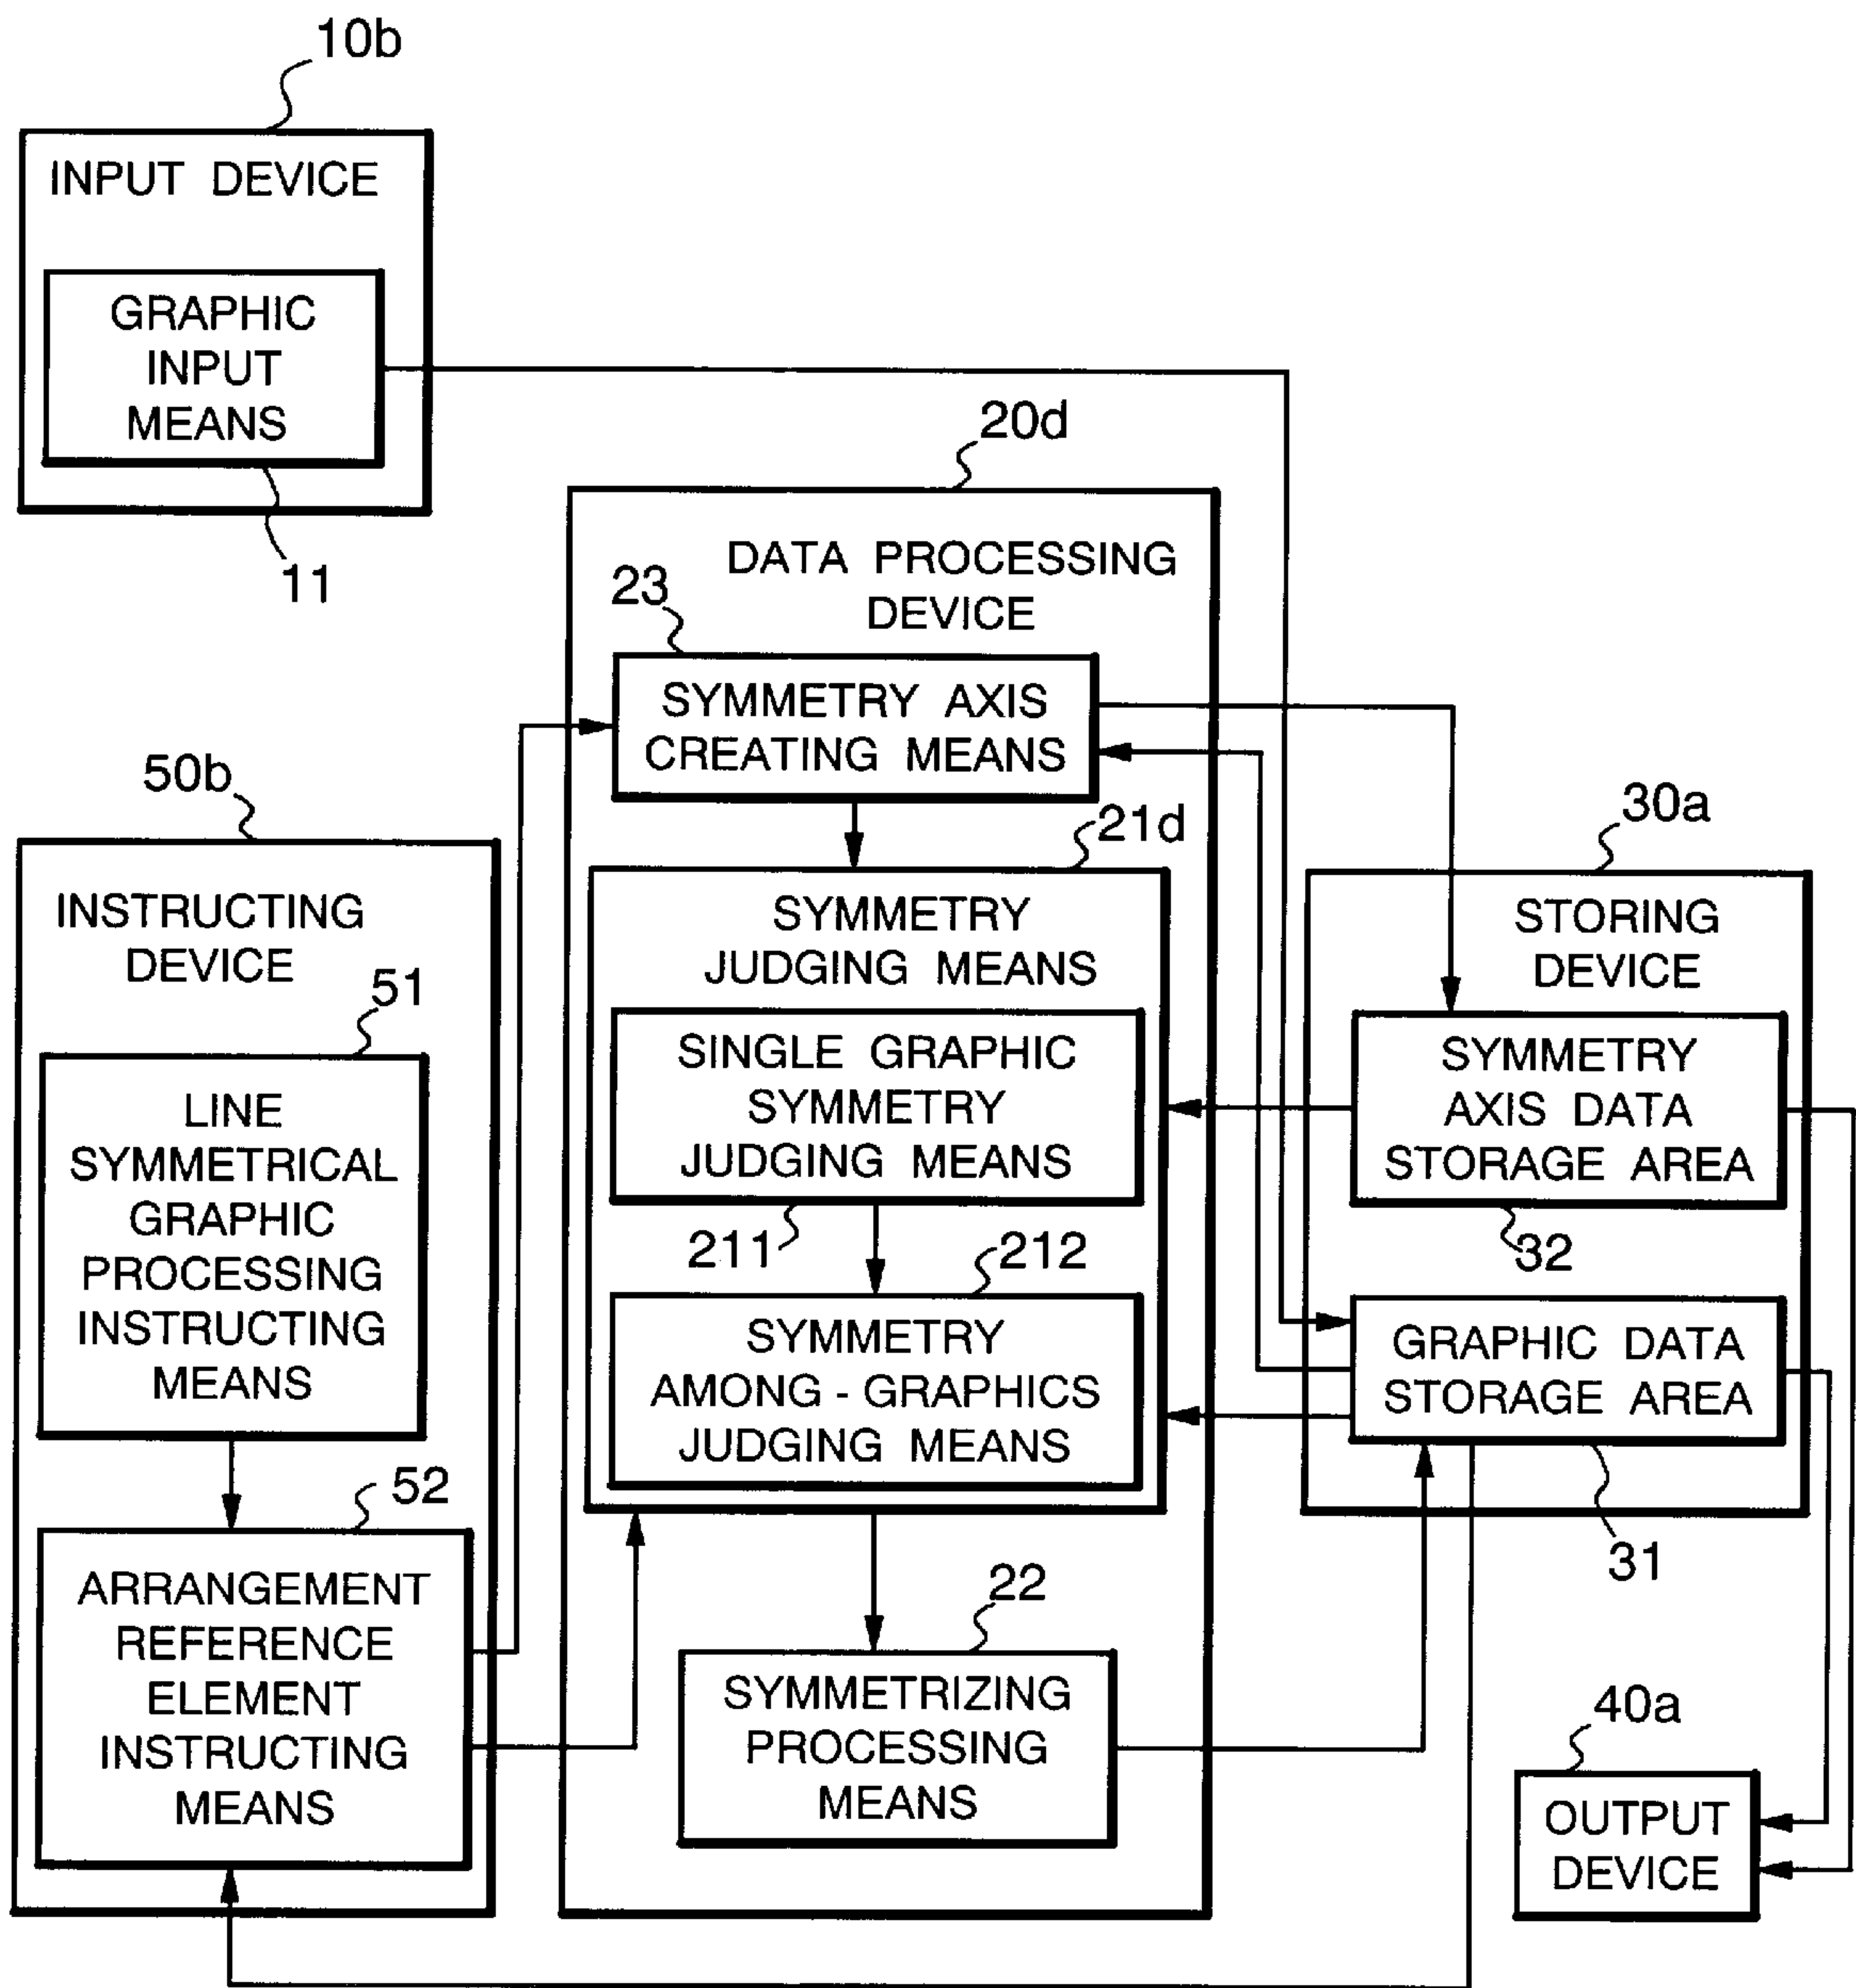 10b
INPUT DEVICE
GRAPHIC
INPUT
MEANS
11
20d
DATA PROCESSING
DEVICE
23
SYMMETRY AXIS
CREATING MEANS
50b
INSTRUCTING
DEVICE
51
LINE
SYMMETRICAL
GRAPHIC
PROCESSING
INSTRUCTING
MEANS
52
ARRANGEMENT
REFERENCE
ELEMENT
INSTRUCTING
MEANS
21d
SYMMETRY
JUDGING MEANS
SINGLE GRAPHIC
SYMMETRY
JUDGING MEANS
211
212
SYMMETRY
AMONG - GRAPHICS
JUDGING MEANS
22
SYMMETRIZING
PROCESSING
MEANS
30a
STORING
DEVICE
SYMMETRY
AXIS DATA
STORAGE AREA
32
GRAPHIC DATA
STORAGE AREA
31
40a
OUTPUT
DEVICE